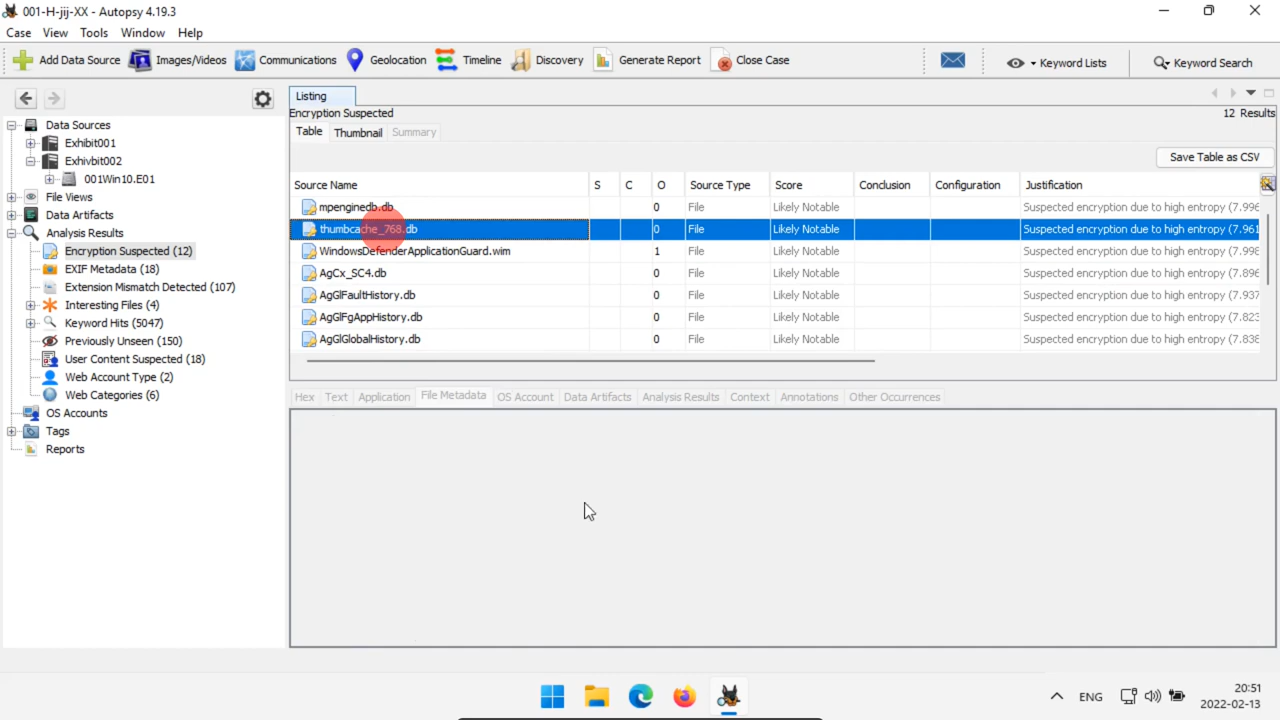 001-H-jij-XX - Autopsy 4.19.3
Case View Tools Window Help
Add Data Source Images/Videos Communications Geolocation Timeline Discovery Generate Report Close Case Keyword Lists Keyword Search
Listing
Encryption Suspected 12 Results
Table Thumbnail Summary
Save Table as CSV
Data Sources
Exhibit001
Exhivbit002
001Win10.E01
File Views
Data Artifacts
Analysis Results
Encryption Suspected (12)
EXIF Metadata (18)
Extension Mismatch Detected (107)
Interesting Files (4)
Keyword Hits (5047)
Previously Unseen (150)
User Content Suspected (18)
Web Account Type (2)
Web Categories (6)
OS Accounts
Tags
Reports
Source Name S C O Source Type Score Conclusion Configuration Justification
mpenginedb.db 0 File Likely Notable Suspected encryption due to high entropy (7.996
thumbcache_768.db 0 File Likely Notable Suspected encryption due to high entropy (7.961
WindowsDefenderApplicationGuard.wim 1 File Likely Notable Suspected encryption due to high entropy (7.998
AgCx_SC4.db 0 File Likely Notable Suspected encryption due to high entropy (7.896
AgGlFaultHistory.db 0 File Likely Notable Suspected encryption due to high entropy (7.937
AgGlFgAppHistory.db 0 File Likely Notable Suspected encryption due to high entropy (7.823
AgGlGlobalHistory.db 0 File Likely Notable Suspected encryption due to high entropy (7.838
Hex Text Application File Metadata OS Account Data Artifacts Analysis Results Context Annotations Other Occurrences
ENG
20:51
2022-02-13